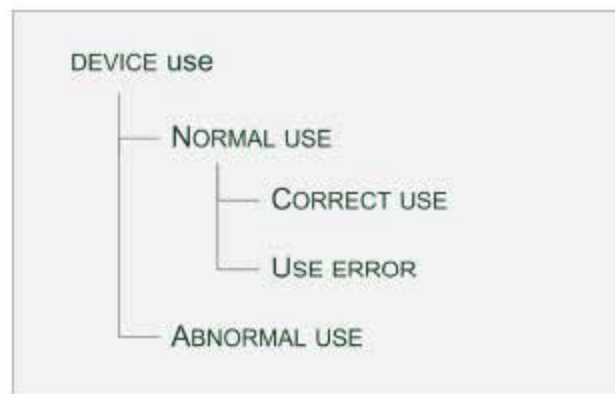 DEVICE use
NORMAL USE
CORRECT USE
USE ERROR
ABNORMAL USE